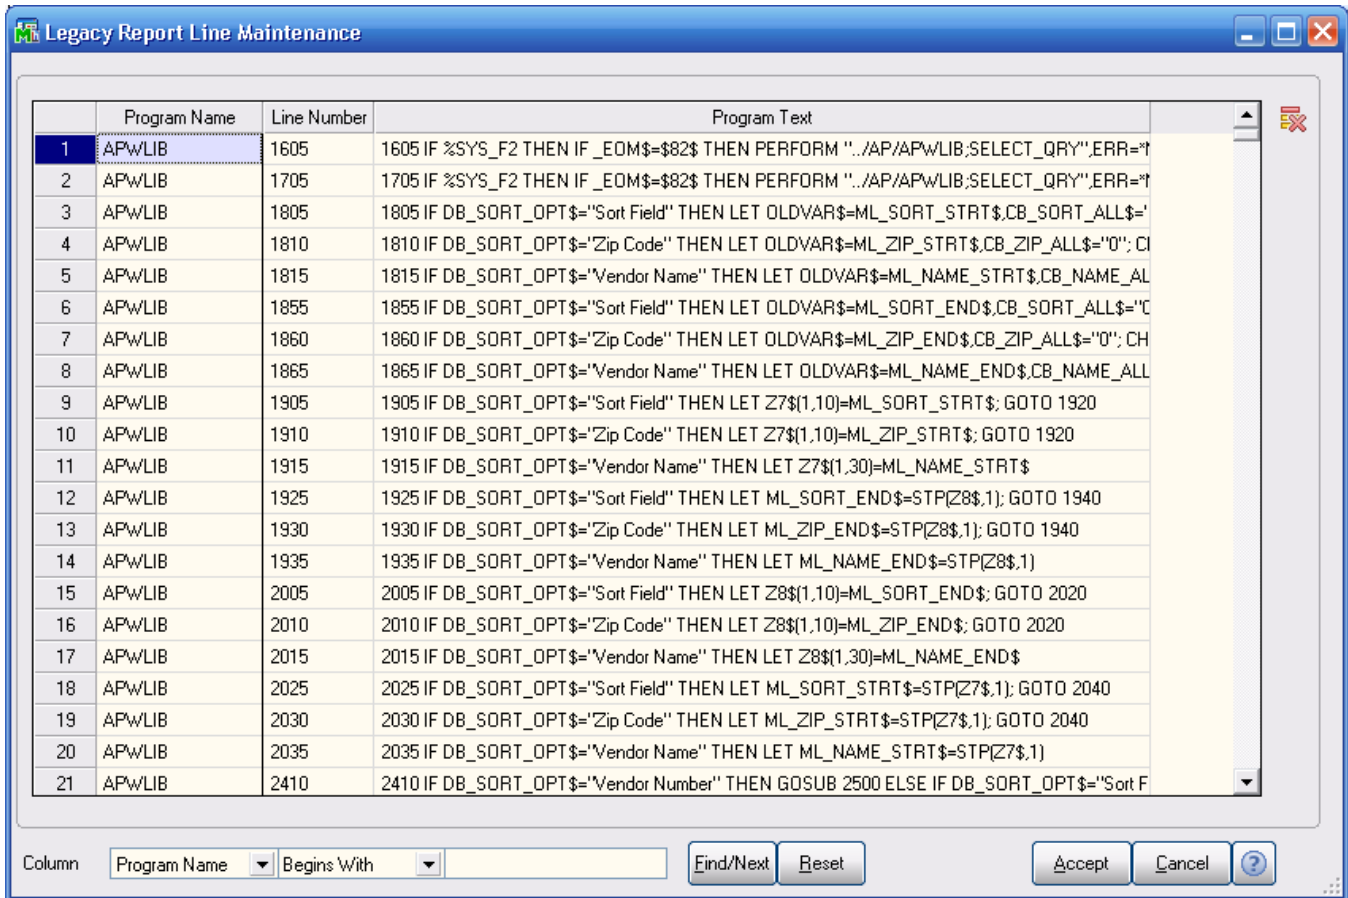 Legacy Report Line Maintenance
Program Name Line Number Program Text
1 APWLIB 1605 1605 IF %SYS_F2 THEN IF _EOM$=$82$ THEN PERFORM "../AP/APWLIB;SELECT_QRY",ERR=*
2 APWLIB 1705 1705 IF %SYS_F2 THEN IF _EOM$=$82$ THEN PERFORM "../AP/APWLIB;SELECT_QRY",ERR=*
3 APWLIB 1805 1805 IF DB_SORT_OPT$="Sort Field" THEN LET OLDVAR$=ML_SORT_STRT$,CB_SORT_ALL$="
4 APWLIB 1810 1810 IF DB_SORT_OPT$="Zip Code" THEN LET OLDVAR$=ML_ZIP_STRT$,CB_ZIP_ALL$="0"; C
5 APWLIB 1815 1815 IF DB_SORT_OPT$="Vendor Name" THEN LET OLDVAR$=ML_NAME_STRT$,CB_NAME_AL
6 APWLIB 1855 1855 IF DB_SORT_OPT$="Sort Field" THEN LET OLDVAR$=ML_SORT_END$,CB_SORT_ALL$="0
7 APWLIB 1860 1860 IF DB_SORT_OPT$="Zip Code" THEN LET OLDVAR$=ML_ZIP_END$,CB_ZIP_ALL$="0"; CH
8 APWLIB 1865 1865 IF DB_SORT_OPT$="Vendor Name" THEN LET OLDVAR$=ML_NAME_END$,CB_NAME_ALL
9 APWLIB 1905 1905 IF DB_SORT_OPT$="Sort Field" THEN LET Z7$(1,10)=ML_SORT_STRT$; GOTO 1920
10 APWLIB 1910 1910 IF DB_SORT_OPT$="Zip Code" THEN LET Z7$(1,10)=ML_ZIP_STRT$; GOTO 1920
11 APWLIB 1915 1915 IF DB_SORT_OPT$="Vendor Name" THEN LET Z7$(1,30)=ML_NAME_STRT$
12 APWLIB 1925 1925 IF DB_SORT_OPT$="Sort Field" THEN LET ML_SORT_END$=STP(Z8$,1); GOTO 1940
13 APWLIB 1930 1930 IF DB_SORT_OPT$="Zip Code" THEN LET ML_ZIP_END$=STP(Z8$,1); GOTO 1940
14 APWLIB 1935 1935 IF DB_SORT_OPT$="Vendor Name" THEN LET ML_NAME_END$=STP(Z8$,1)
15 APWLIB 2005 2005 IF DB_SORT_OPT$="Sort Field" THEN LET Z8$(1,10)=ML_SORT_END$; GOTO 2020
16 APWLIB 2010 2010 IF DB_SORT_OPT$="Zip Code" THEN LET Z8$(1,10)=ML_ZIP_END$; GOTO 2020
17 APWLIB 2015 2015 IF DB_SORT_OPT$="Vendor Name" THEN LET Z8$(1,30)=ML_NAME_END$
18 APWLIB 2025 2025 IF DB_SORT_OPT$="Sort Field" THEN LET ML_SORT_STRT$=STP(Z7$,1); GOTO 2040
19 APWLIB 2030 2030 IF DB_SORT_OPT$="Zip Code" THEN LET ML_ZIP_STRT$=STP(Z7$,1); GOTO 2040
20 APWLIB 2035 2035 IF DB_SORT_OPT$="Vendor Name" THEN LET ML_NAME_STRT$=STP(Z7$,1)
21 APWLIB 2410 2410 IF DB_SORT_OPT$="Vendor Number" THEN GOSUB 2500 ELSE IF DB_SORT_OPT$="Sort F
Column Program Name Begins With Find/Next Reset Accept Cancel ?